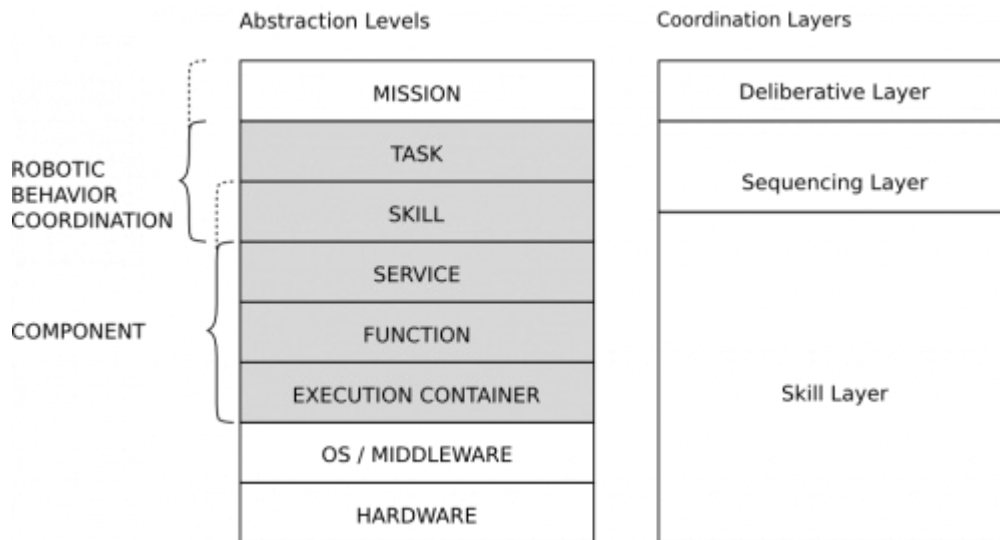 Abstraction Levels
Coordination Layers
MISSION
TASK
SKILL
SERVICE
FUNCTION
EXECUTION CONTAINER
OS / MIDDLEWARE
HARDWARE
ROBOTIC
BEHAVIOR
COORDINATION
COMPONENT
Deliberative Layer
Sequencing Layer
Skill Layer